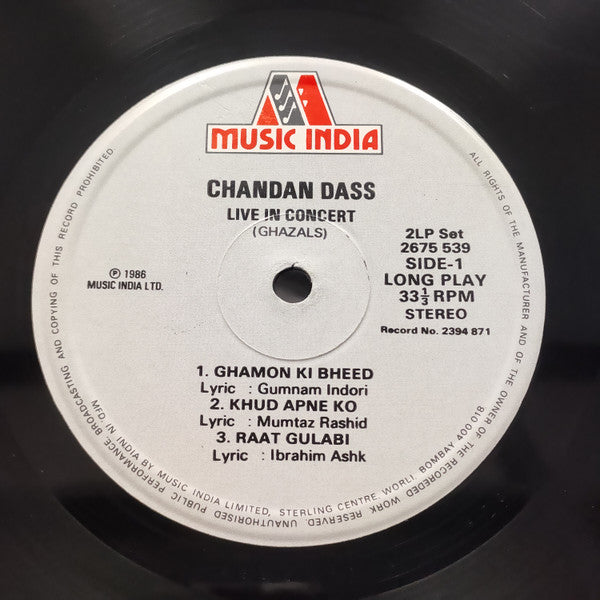 MUSIC INDIA
CHANDAN DASS
LIVE IN CONCERT
(GHAZALS)
℗ 1986
MUSIC INDIA LTD.
2LP Set
2675 539
SIDE-1
LONG PLAY
33⅓ RPM
STEREO
Record No. 2394 871
1. GHAMON KI BHEED
Lyric : Gumnam Indori
2. KHUD APNE KO
Lyric : Mumtaz Rashid
3. RAAT GULABI
Lyric : Ibrahim Ashk
MFD. IN INDIA BY MUSIC INDIA LIMITED, STERLING CENTRE, WORLI, BOMBAY 400 018
ALL RIGHTS OF THE MANUFACTURER AND OF THE OWNER OF THE RECOREDED WORK RESERVED UNAUTHORISED PUBLIC PERFORMANCE BROADCASTING AND COPYING OF THIS RECORD PROHIBITED.